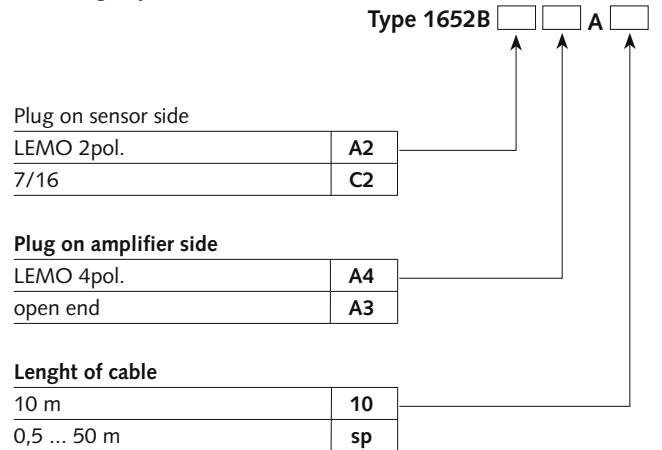 Type 1652B A
Plug on sensor side
LEMO 2pol. A2
7/16 C2
Plug on amplifier side
LEMO 4pol. A4
open end A3
Lenght of cable
10 m 10
0,5 ... 50 m sp